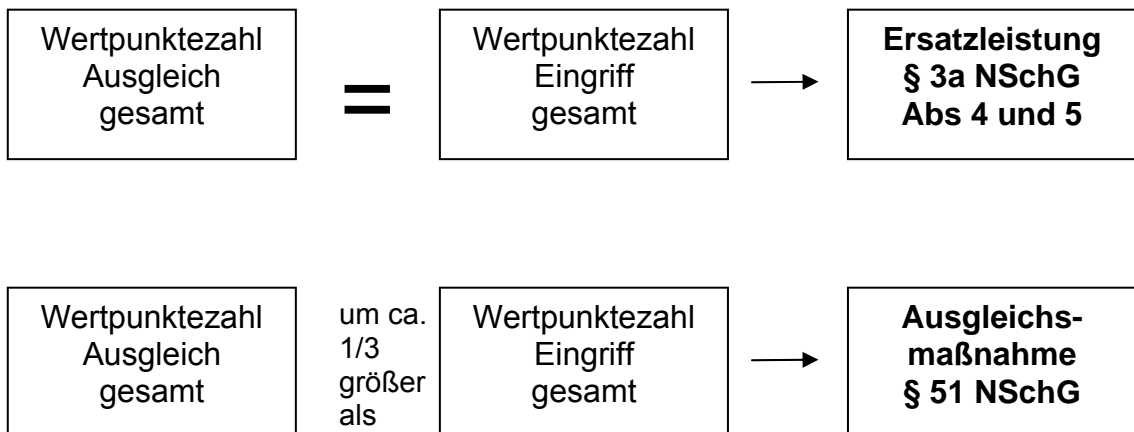 Wertpunktezahl
Ausgleich
gesamt
=
Wertpunktezahl
Eingriff
gesamt
Ersatzleistung
§ 3a NSchG
Abs 4 und 5
Wertpunktezahl
Ausgleich
gesamt
um ca.
1/3
größer
als
Wertpunktezahl
Eingriff
gesamt
Ausgleichs-
maßnahme
§ 51 NSchG